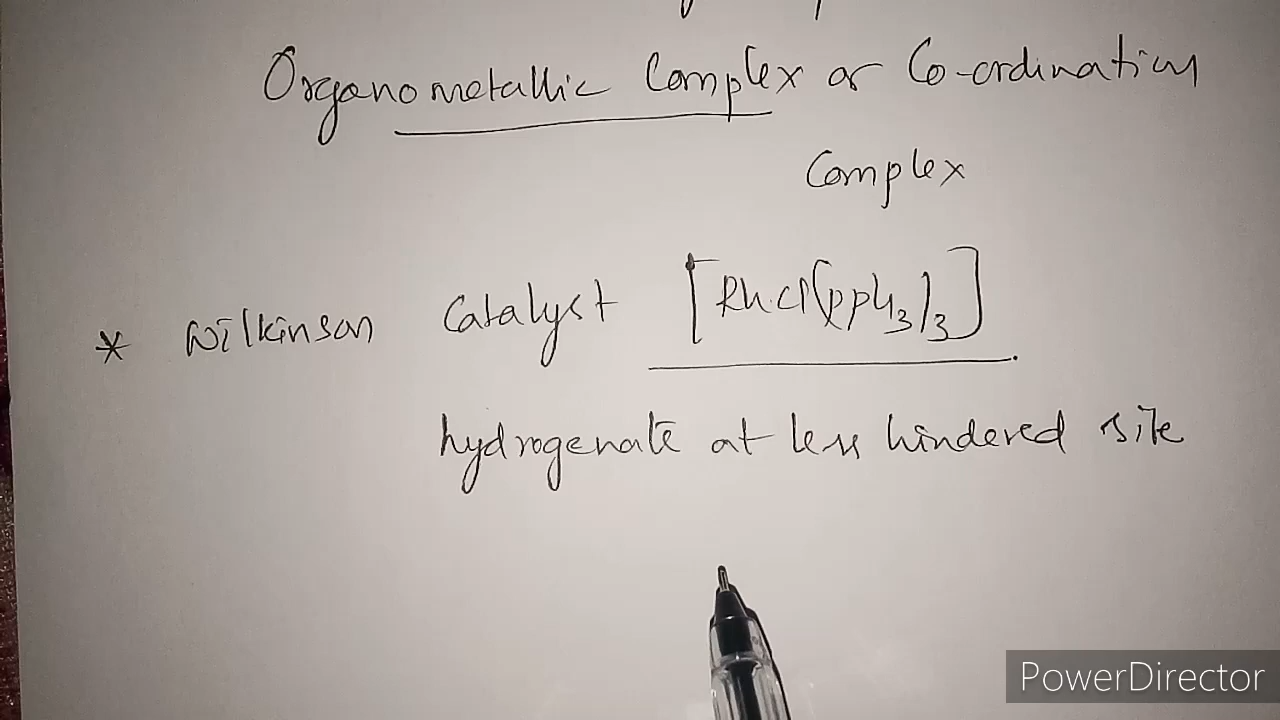 Organometallic Complex or Co-ordination
Complex
* Wilkinson Catalyst [RhCl(PPh3)3]
hydrogenate at less hindered site
PowerDirector